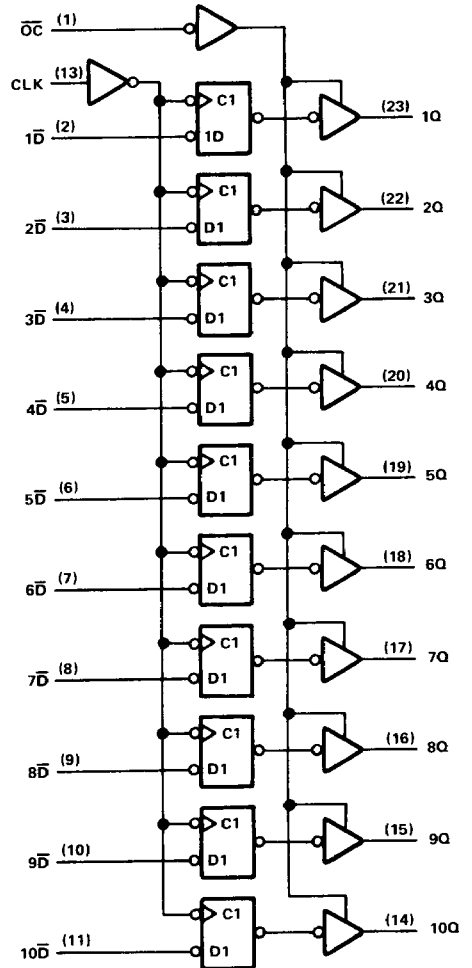 O̅C̅ (1)
CLK (13)
C1
1D̅ (2) 1D (23) 1Q
C1
2D̅ (3) D1 (22) 2Q
C1
3D̅ (4) D1 (21) 3Q
C1
4D̅ (5) D1 (20) 4Q
C1
5D̅ (6) D1 (19) 5Q
C1
6D̅ (7) D1 (18) 6Q
C1
7D̅ (8) D1 (17) 7Q
C1
8D̅ (9) D1 (16) 8Q
C1
9D̅ (10) D1 (15) 9Q
C1
10D̅ (11) D1 (14) 10Q